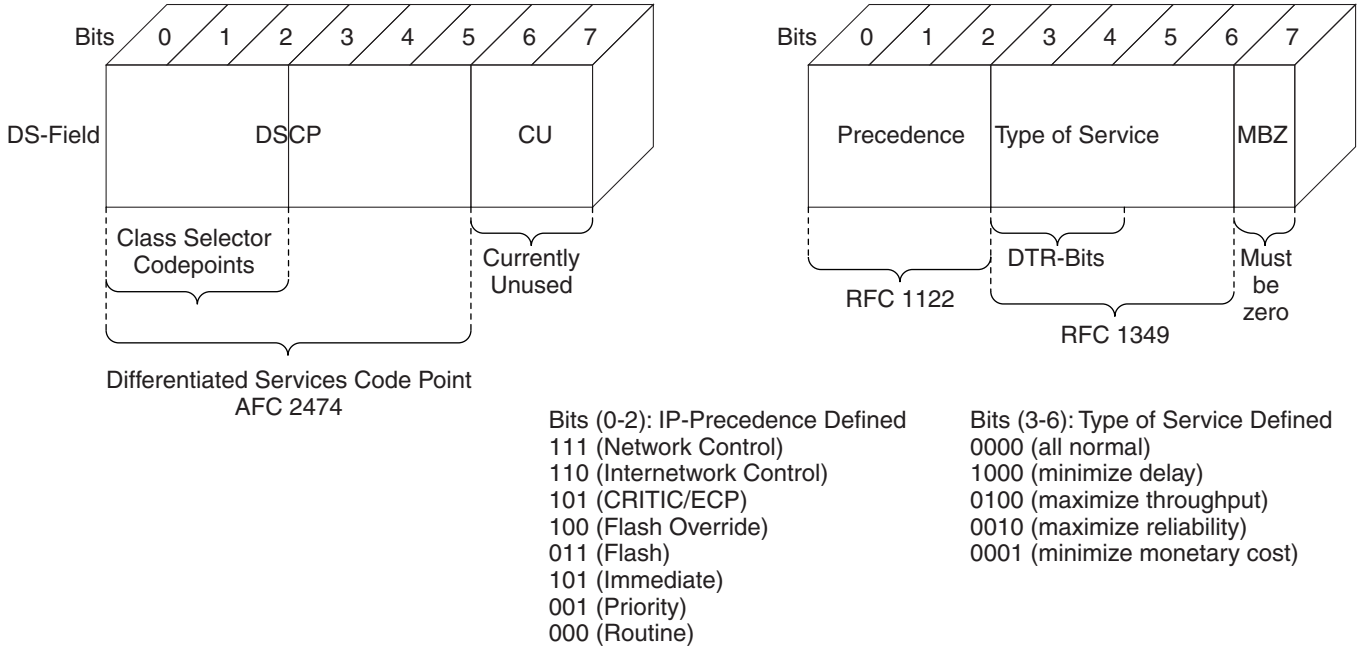 Bits 0 1 2 3 4 5 6 7
DS-Field DSCP CU
Class Selector
Codepoints
Currently
Unused
Differentiated Services Code Point
AFC 2474
Bits 0 1 2 3 4 5 6 7
Precedence Type of Service MBZ
DTR-Bits
Must
be
zero
RFC 1122
RFC 1349
Bits (0-2): IP-Precedence Defined
111 (Network Control)
110 (Internetwork Control)
101 (CRITIC/ECP)
100 (Flash Override)
011 (Flash)
101 (Immediate)
001 (Priority)
000 (Routine)
Bits (3-6): Type of Service Defined
0000 (all normal)
1000 (minimize delay)
0100 (maximize throughput)
0010 (maximize reliability)
0001 (minimize monetary cost)